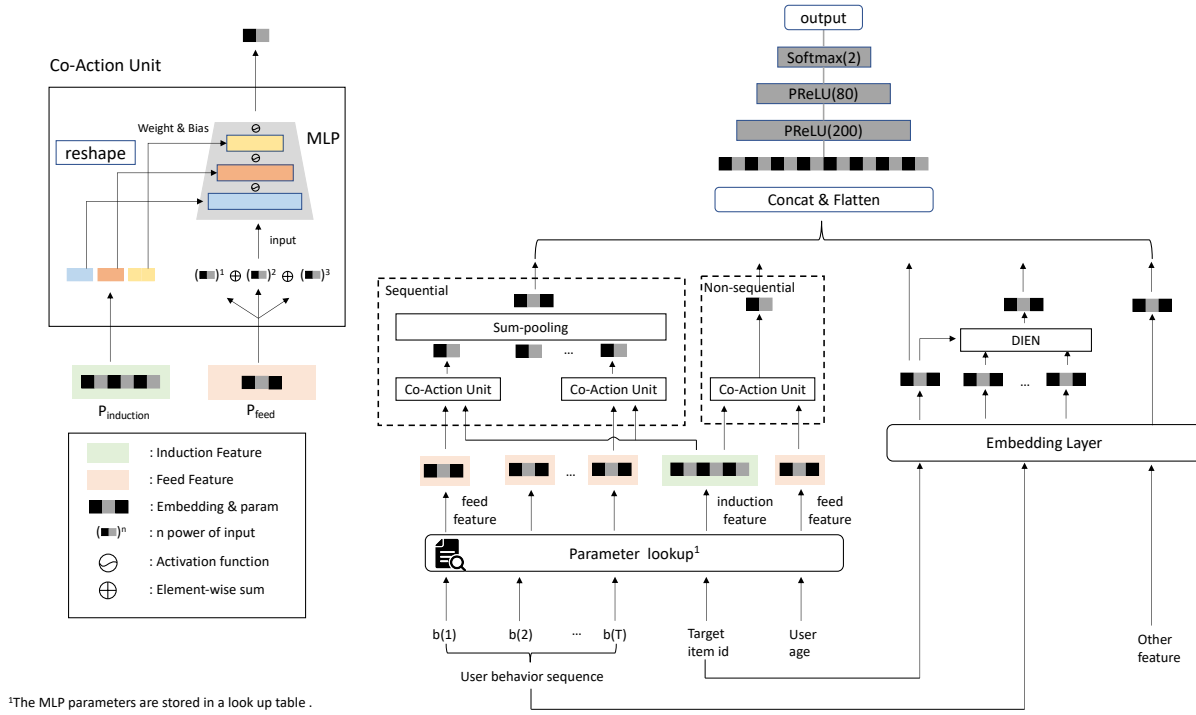 output
Softmax(2)
PReLU(80)
PReLU(200)
Concat & Flatten
Co-Action Unit
Weight & Bias
MLP
reshape
input
( )¹ ⊕ ( )² ⊕ ( )³
P_induction
P_feed
: Induction Feature
: Feed Feature
: Embedding & param
( )ⁿ : n power of input
: Activation function
⊕ : Element-wise sum
Sequential
Sum-pooling
...
Co-Action Unit
Co-Action Unit
Non-sequential
Co-Action Unit
DIEN
...
Embedding Layer
...
feed
feature
induction
feature
feed
feature
Parameter lookup¹
b(1)
b(2)
...
b(T)
Target
item id
User
age
Other
feature
User behavior sequence
¹The MLP parameters are stored in a look up table .